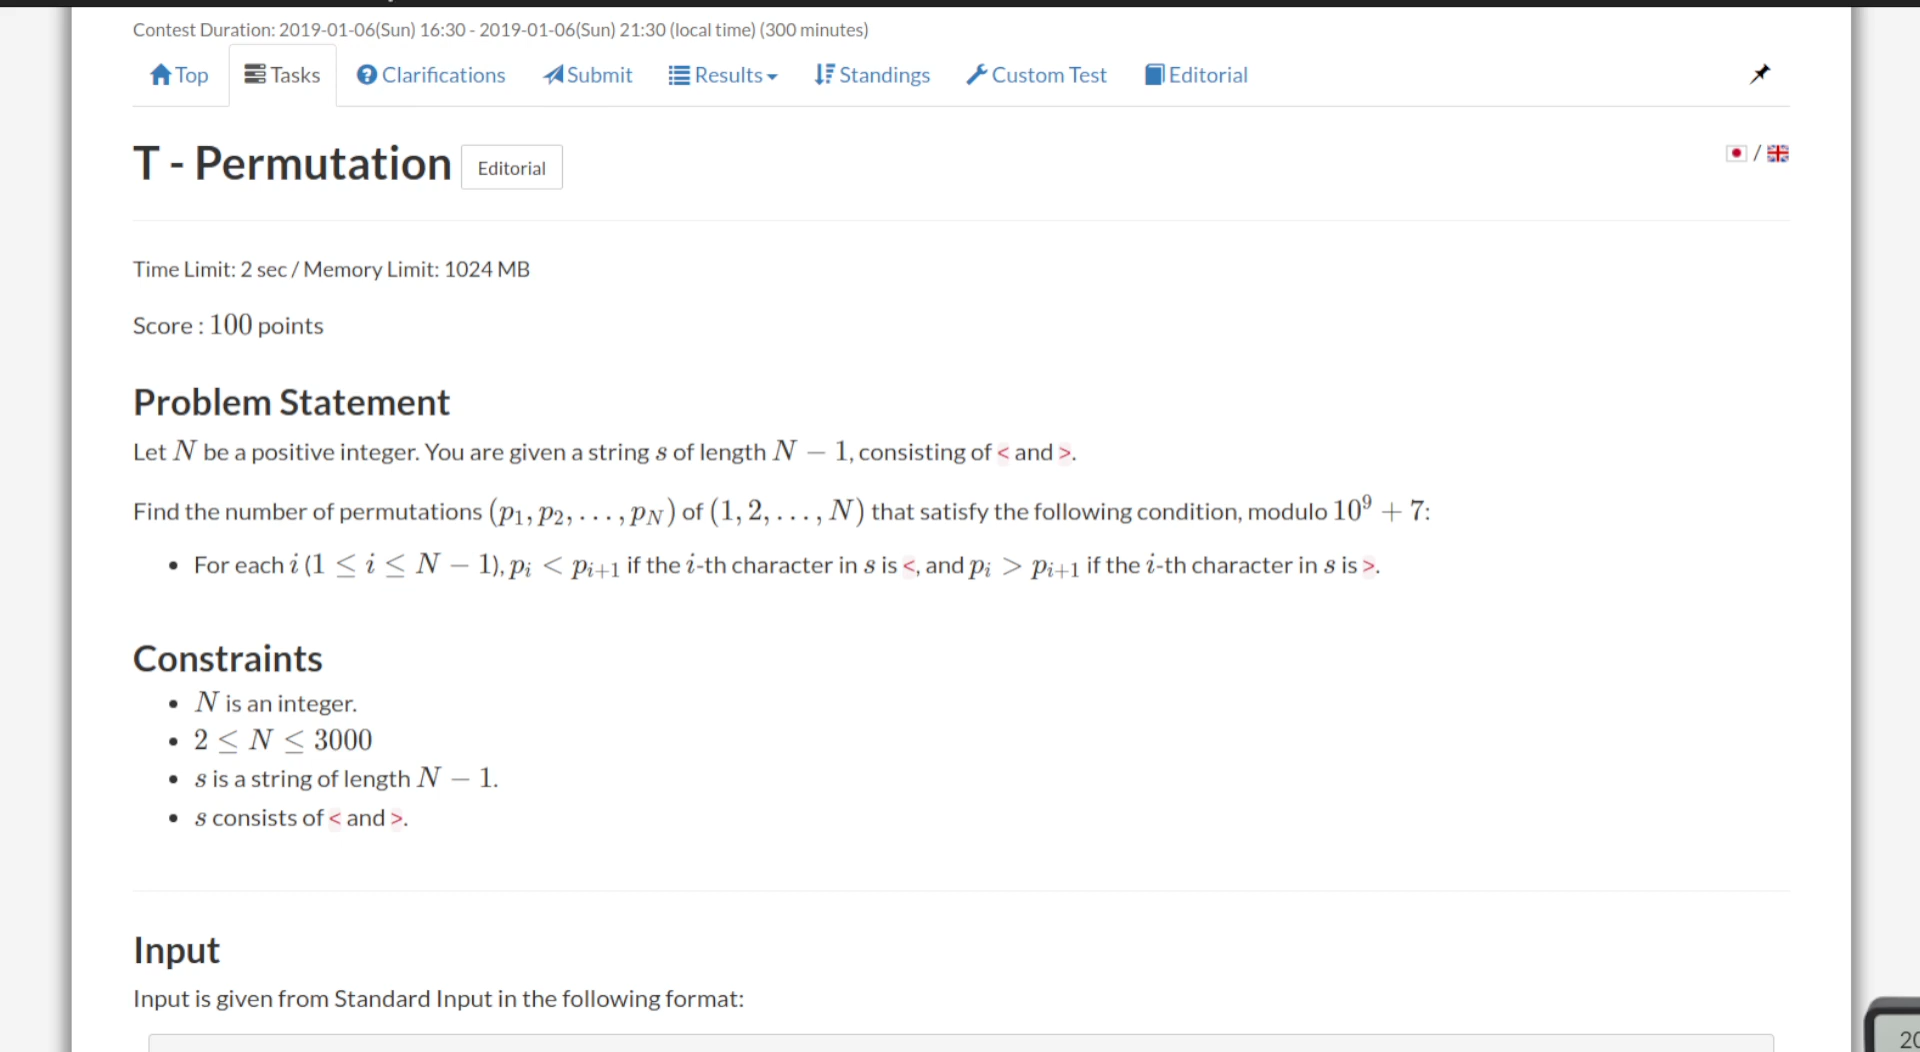 Contest Duration: 2019-01-06(Sun) 16:30 - 2019-01-06(Sun) 21:30 (local time) (300 minutes)
Top Tasks Clarifications Submit Results Standings Custom Test Editorial
T - Permutation Editorial
/
Time Limit: 2 sec / Memory Limit: 1024 MB
Score : 100 points
Problem Statement
Let N be a positive integer. You are given a string s of length N − 1, consisting of < and >.
Find the number of permutations (p₁, p₂, . . . , p_N) of (1, 2, . . . , N) that satisfy the following condition, modulo 10⁹ + 7:
• For each i (1 ≤ i ≤ N − 1), pᵢ < pᵢ₊₁ if the i-th character in s is <, and pᵢ > pᵢ₊₁ if the i-th character in s is >.
Constraints
• N is an integer.
• 2 ≤ N ≤ 3000
• s is a string of length N − 1.
• s consists of < and >.
Input
Input is given from Standard Input in the following format: